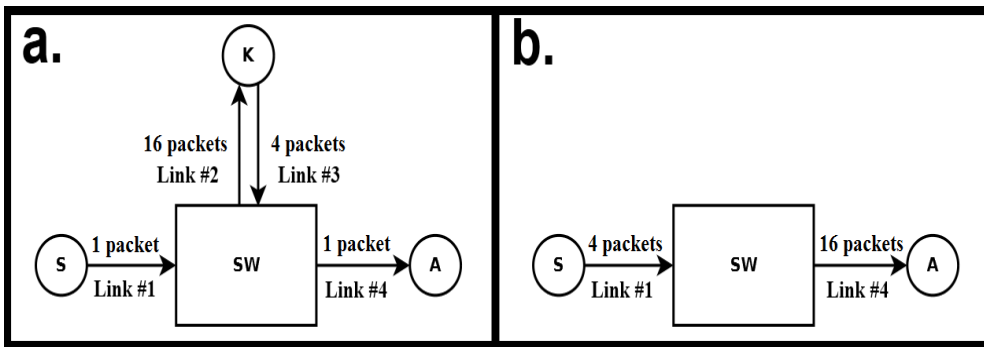 a.
K
16 packets
Link #2
4 packets
Link #3
S
1 packet
Link #1
SW
1 packet
Link #4
A
b.
S
4 packets
Link #1
SW
16 packets
Link #4
A